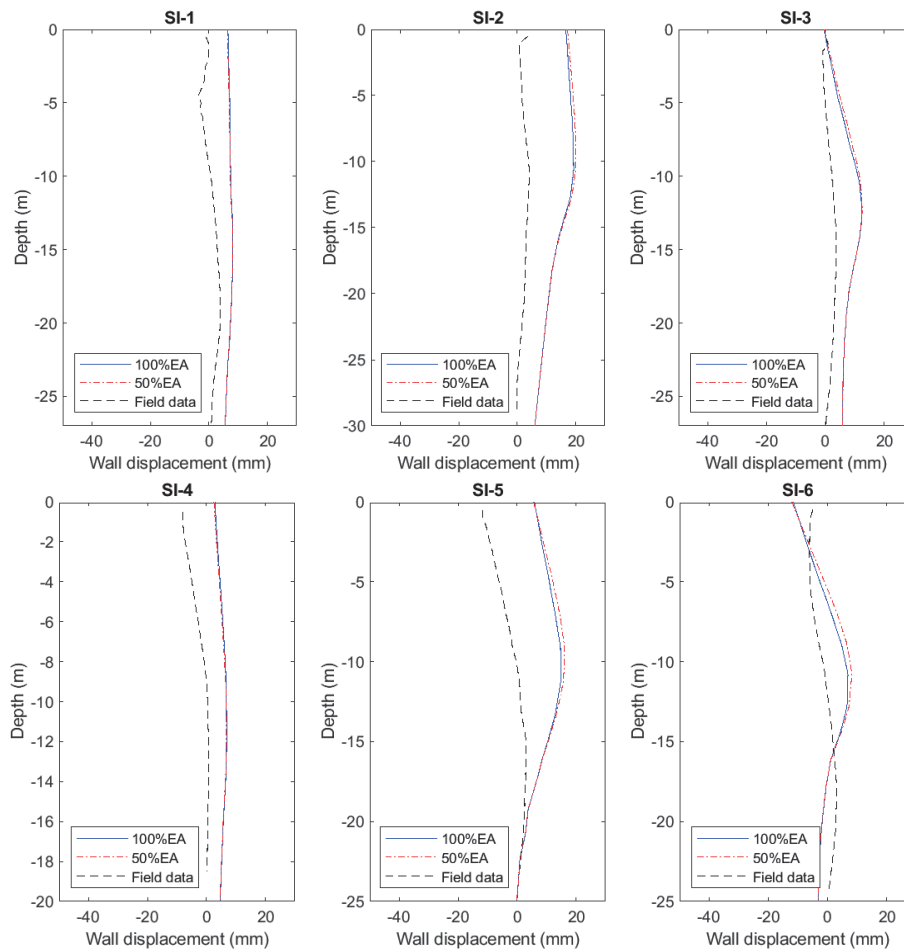 SI-1
SI-2
SI-3
0
-5
-10
-15
-20
-25
Depth (m)
100%EA
50%EA
Field data
-40 -20 0 20
Wall displacement (mm)
0
-5
-10
-15
-20
-25
-30
Depth (m)
100%EA
50%EA
Field data
-40 -20 0 20
Wall displacement (mm)
0
-5
-10
-15
-20
-25
Depth (m)
100%EA
50%EA
Field data
-40 -20 0 20
Wall displacement (mm)
SI-4
SI-5
SI-6
0
-2
-4
-6
-8
-10
-12
-14
-16
-18
-20
Depth (m)
100%EA
50%EA
Field data
-40 -20 0 20
Wall displacement (mm)
0
-5
-10
-15
-20
-25
Depth (m)
100%EA
50%EA
Field data
-40 -20 0 20
Wall displacement (mm)
0
-5
-10
-15
-20
-25
Depth (m)
100%EA
50%EA
Field data
-40 -20 0 20
Wall displacement (mm)